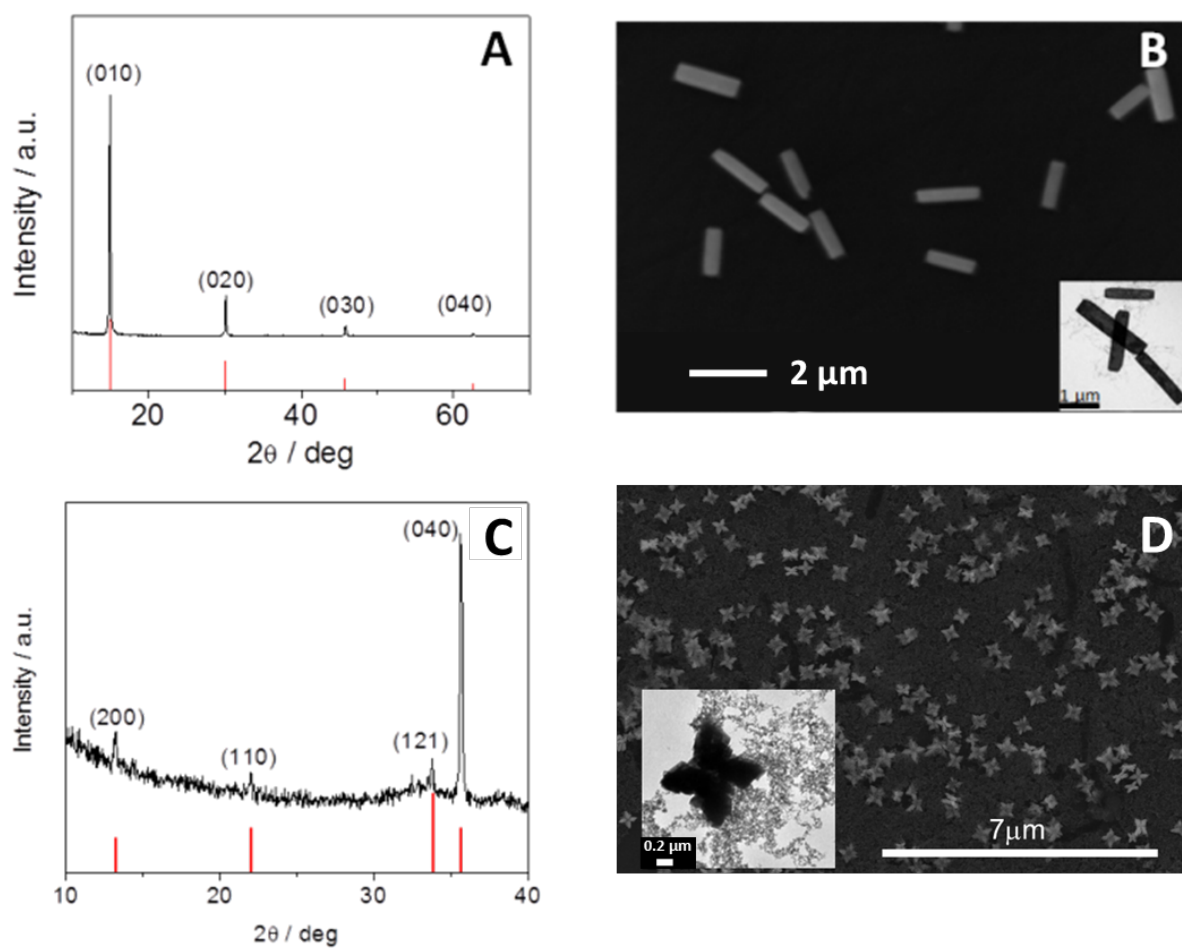 A
(010)
(020)
(030)
(040)
Intensity / a.u.
20
40
60
2θ / deg
B
2 μm
1 μm
C
(040)
(200)
(110)
(121)
Intensity / a.u.
10
20
30
40
2θ / deg
D
0.2 μm
7μm